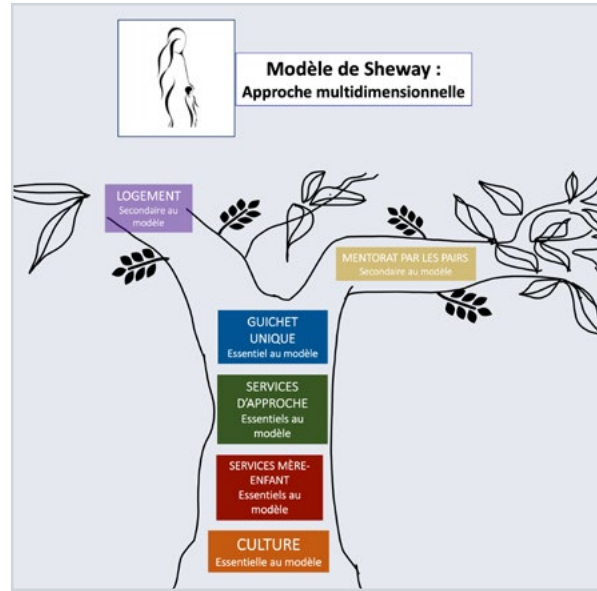 Modèle de Sheway :
Approche multidimensionnelle
LOGEMENT
Secondaire au
modèle
MENTORAT PAR LES PAIRS
Secondaire au modèle
GUICHET
UNIQUE
Essentiel au modèle
SERVICES
D'APPROCHE
Essentiels au
modèle
SERVICES MÈRE-
ENFANT
Essentiels au
modèle
CULTURE
Essentielle au modèle